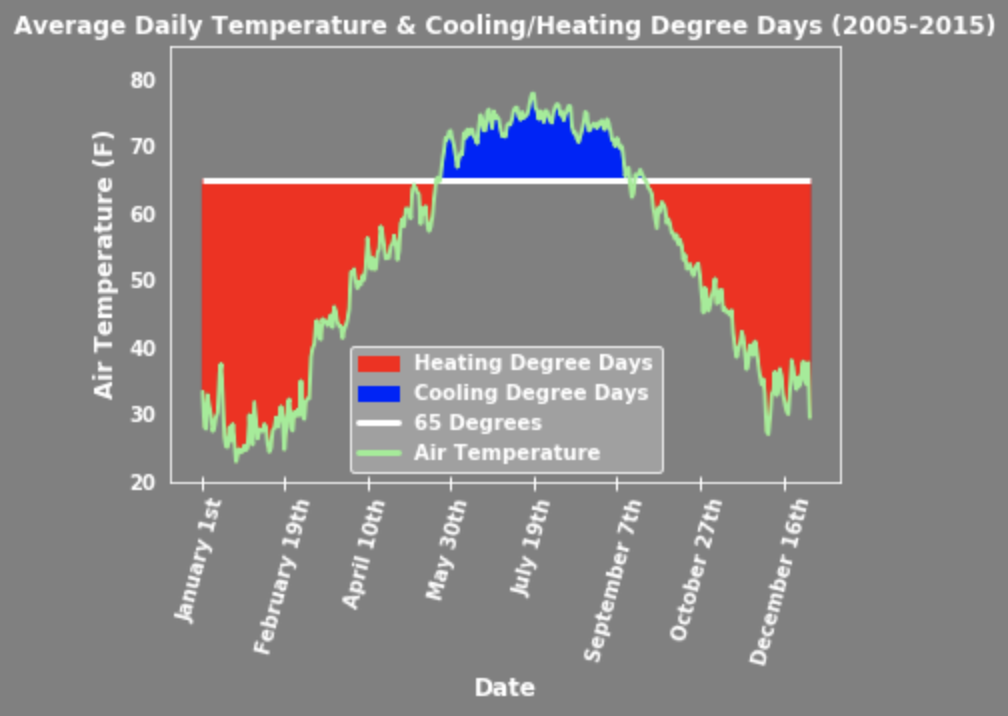 Average Daily Temperature & Cooling/Heating Degree Days (2005-2015)
80
70
60
50
40
30
20
Air Temperature (F)
Heating Degree Days
Cooling Degree Days
65 Degrees
Air Temperature
January 1st
February 19th
April 10th
May 30th
July 19th
September 7th
October 27th
December 16th
Date